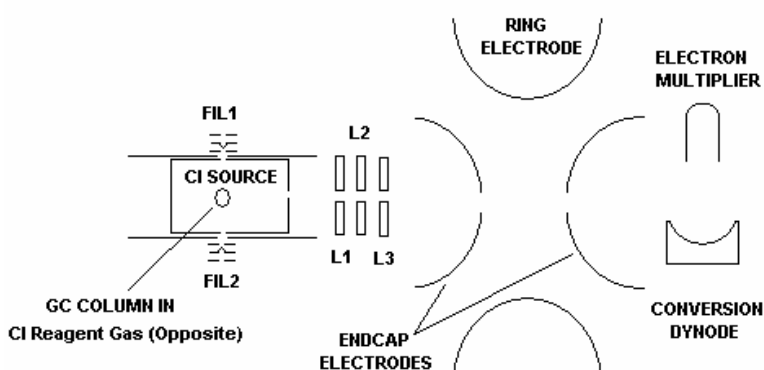 RING
ELECTRODE
ELECTRON
MULTIPLIER
FIL1
L2
CI SOURCE
L1
L3
FIL2
GC COLUMN IN
CI Reagent Gas (Opposite)
ENDCAP
ELECTRODES
CONVERSION
DYNODE